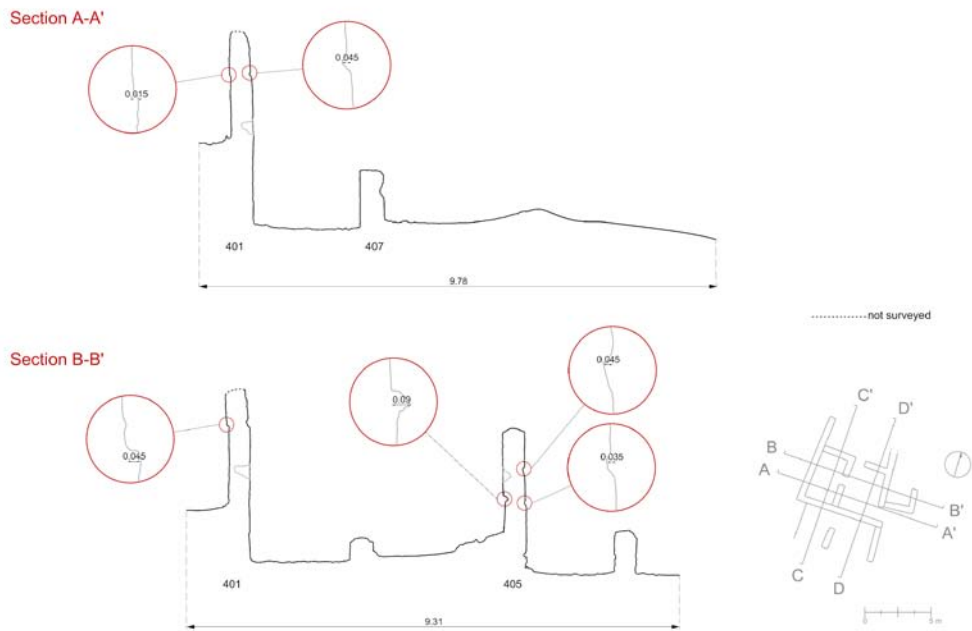 Section A-A'
0,015
0,045
401
407
9.78
not surveyed
Section B-B'
0,045
0,09
0,045
0,035
401
405
9.31
C'
D'
B
A
B'
A'
C
D
0
5 m